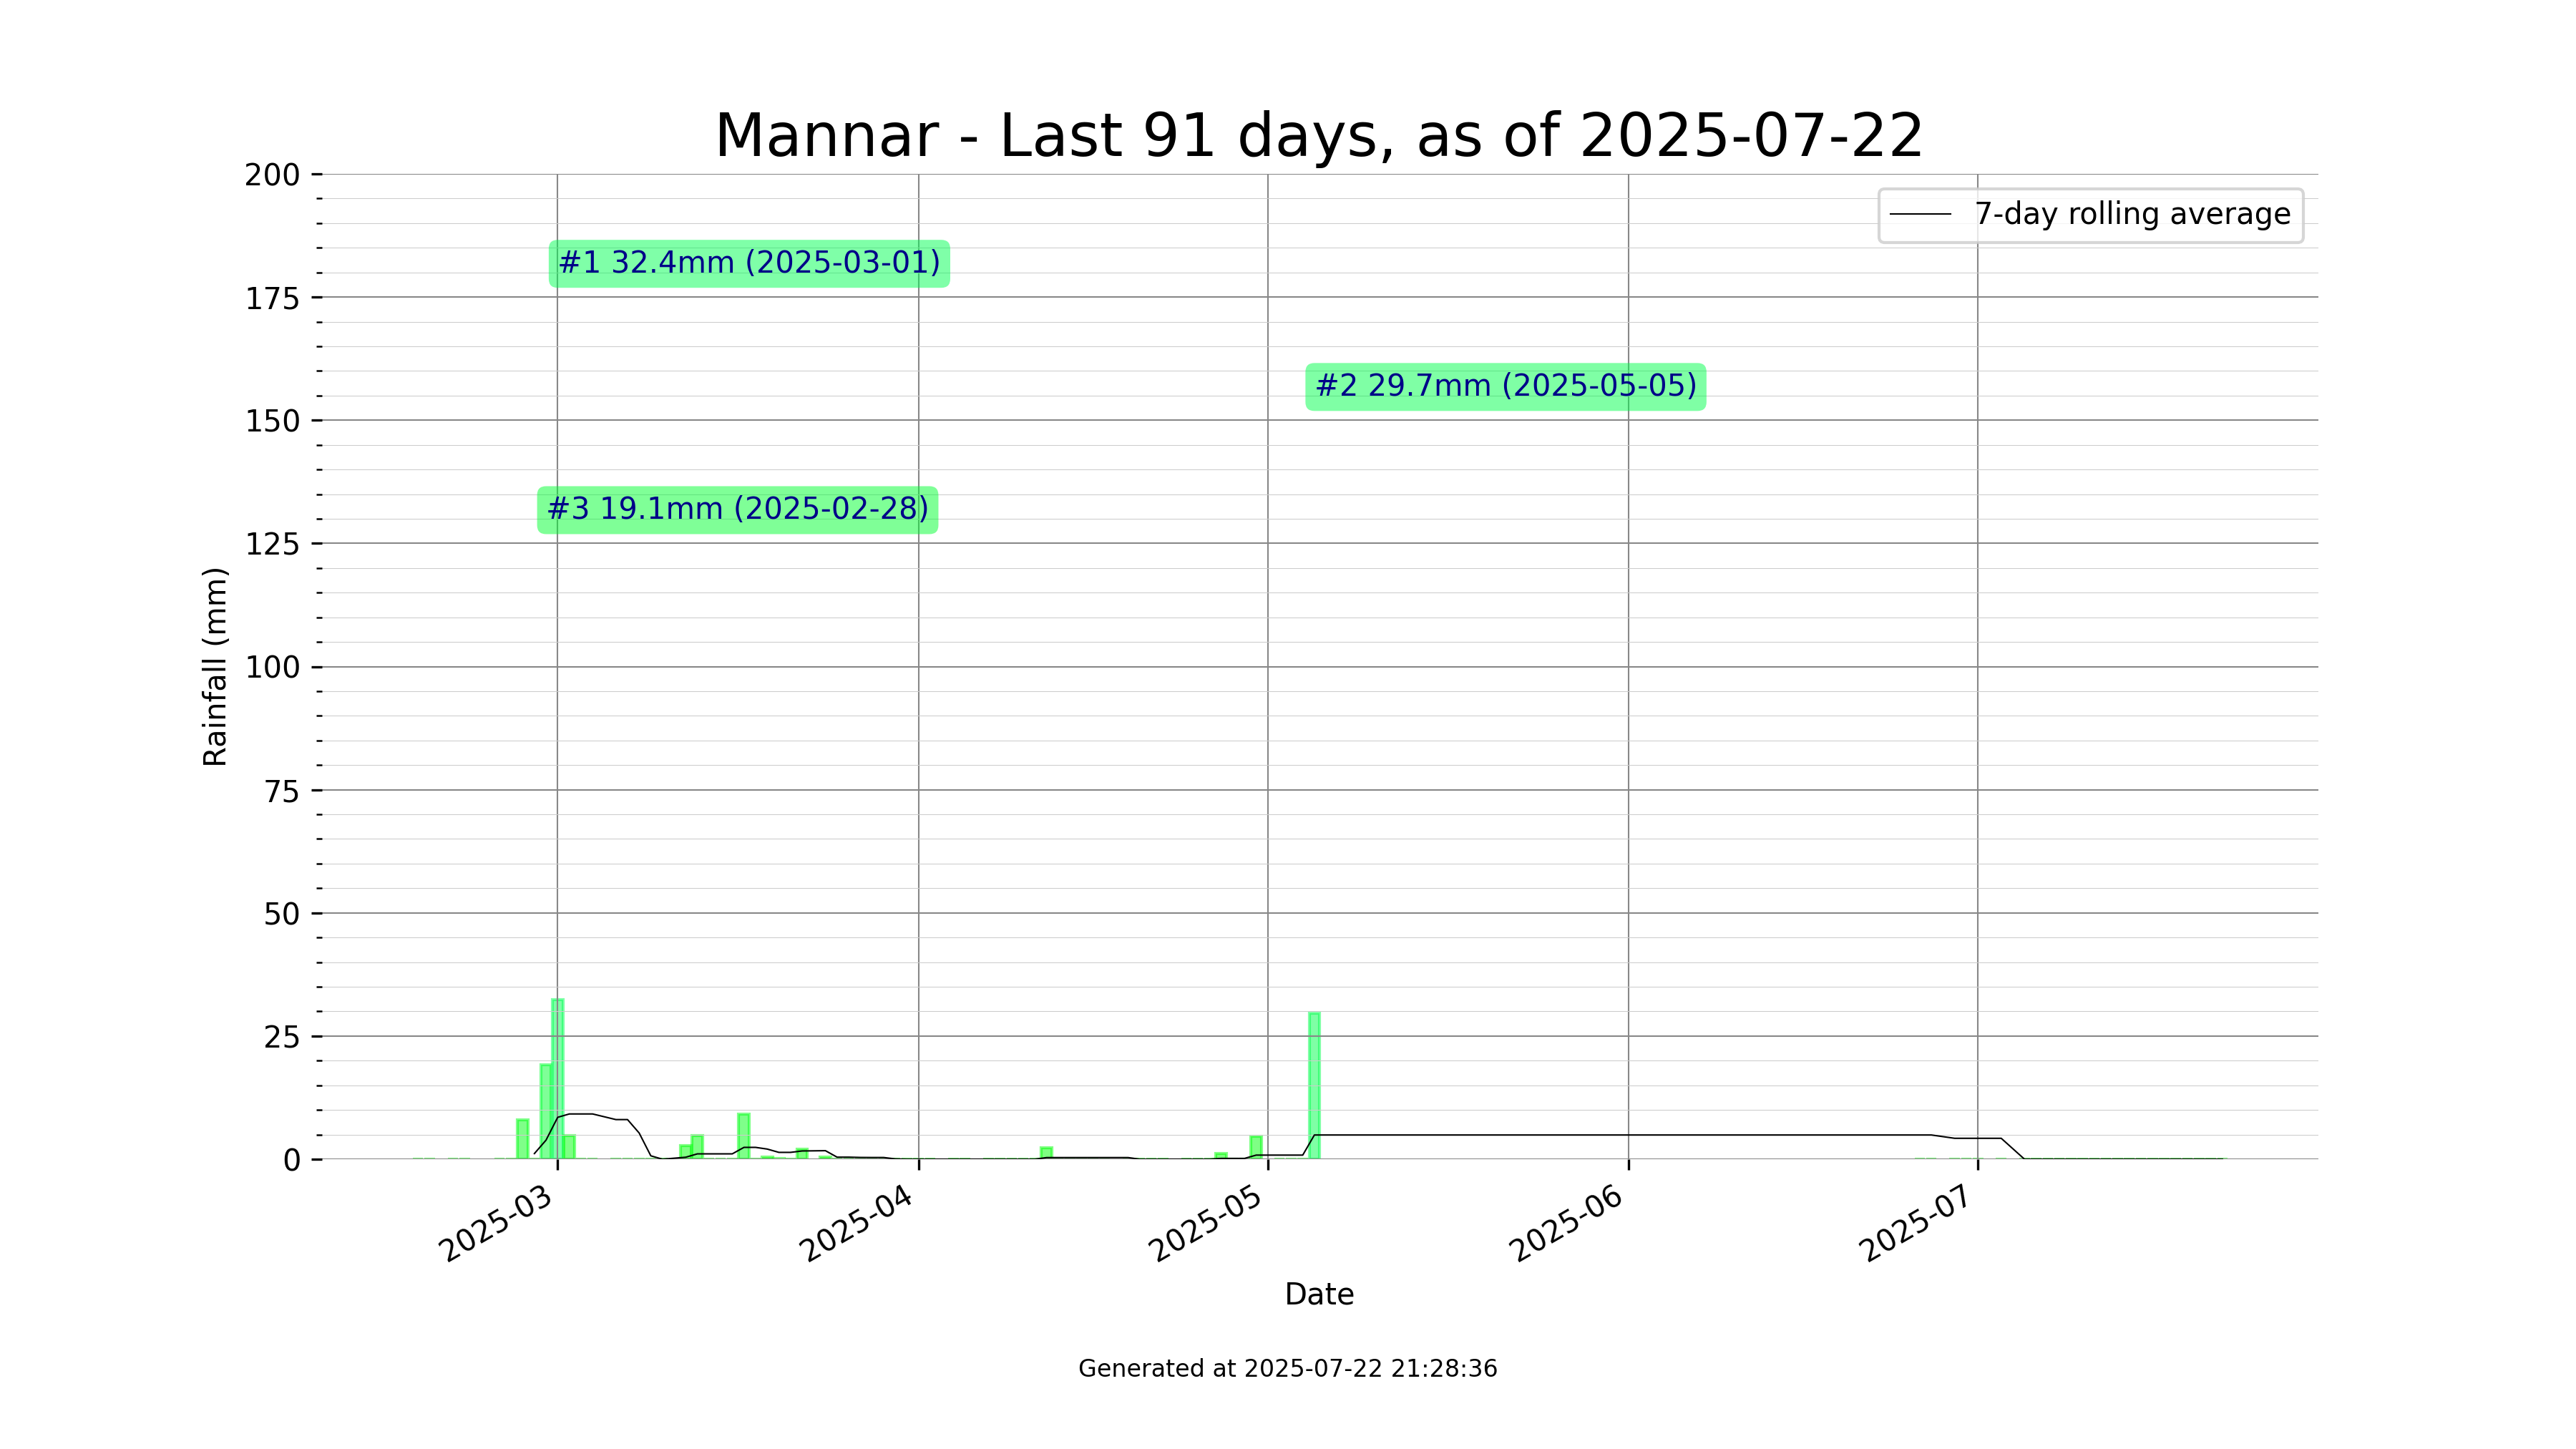 Mannar - Last 91 days, as of 2025-07-22
7-day rolling average
#1 32.4mm (2025-03-01)
#2 29.7mm (2025-05-05)
#3 19.1mm (2025-02-28)
Rainfall (mm)
200
175
150
125
100
75
50
25
0
2025-03
2025-04
2025-05
2025-06
2025-07
Date
Generated at 2025-07-22 21:28:36